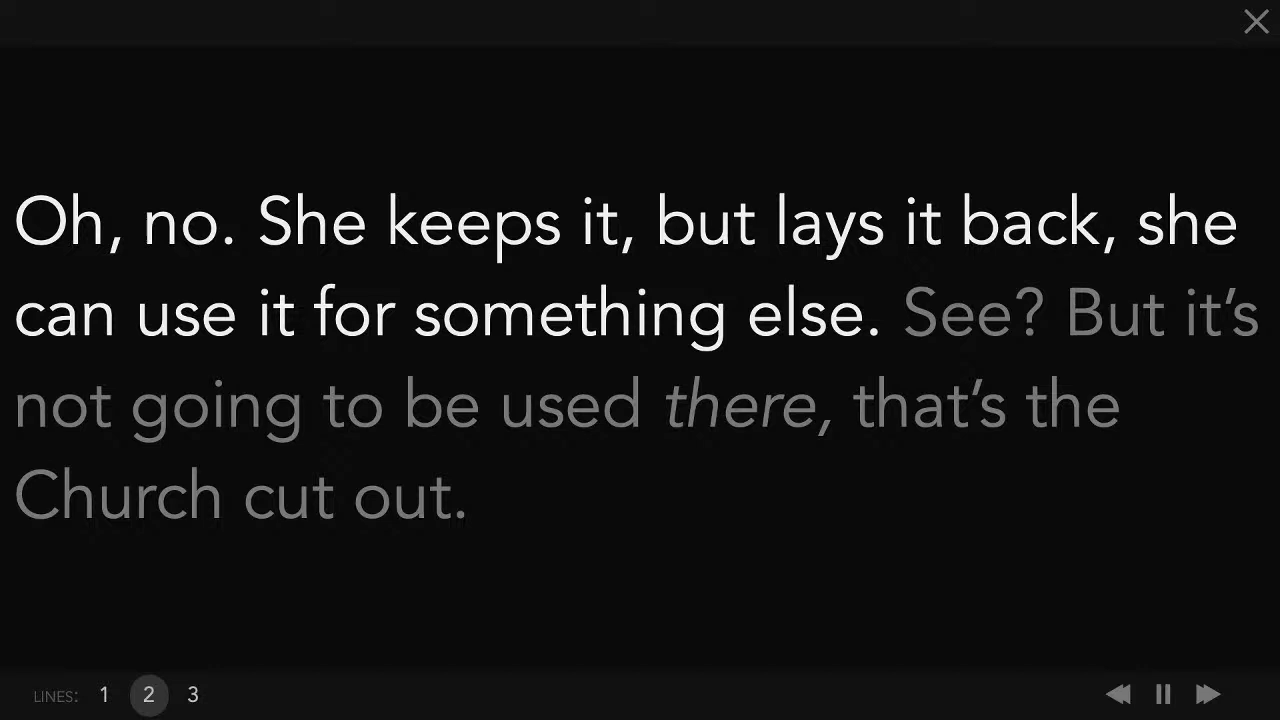 Oh, no. She keeps it, but lays it back, she
can use it for something else. See? But it’s
not going to be used there, that’s the
Church cut out.
LINES: 1 2 3